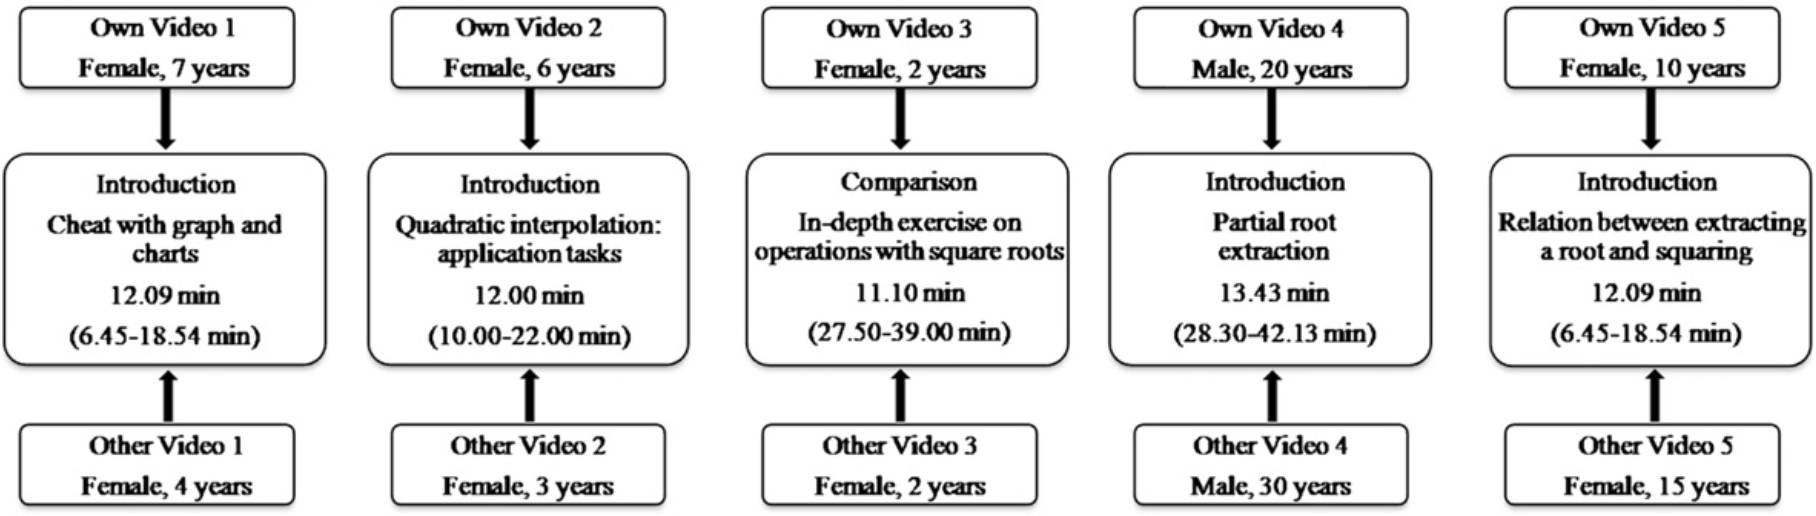 Own Video 1
Female, 7 years
Own Video 2
Female, 6 years
Own Video 3
Female, 2 years
Own Video 4
Male, 20 years
Own Video 5
Female, 10 years
Introduction
Cheat with graph and
charts
12.09 min
(6.45-18.54 min)
Introduction
Quadratic interpolation:
application tasks
12.00 min
(10.00-22.00 min)
Comparison
In-depth exercise on
operations with square roots
11.10 min
(27.50-39.00 min)
Introduction
Partial root
extraction
13.43 min
(28.30-42.13 min)
Introduction
Relation between extracting
a root and squaring
12.09 min
(6.45-18.54 min)
Other Video 1
Female, 4 years
Other Video 2
Female, 3 years
Other Video 3
Female, 2 years
Other Video 4
Male, 30 years
Other Video 5
Female, 15 years